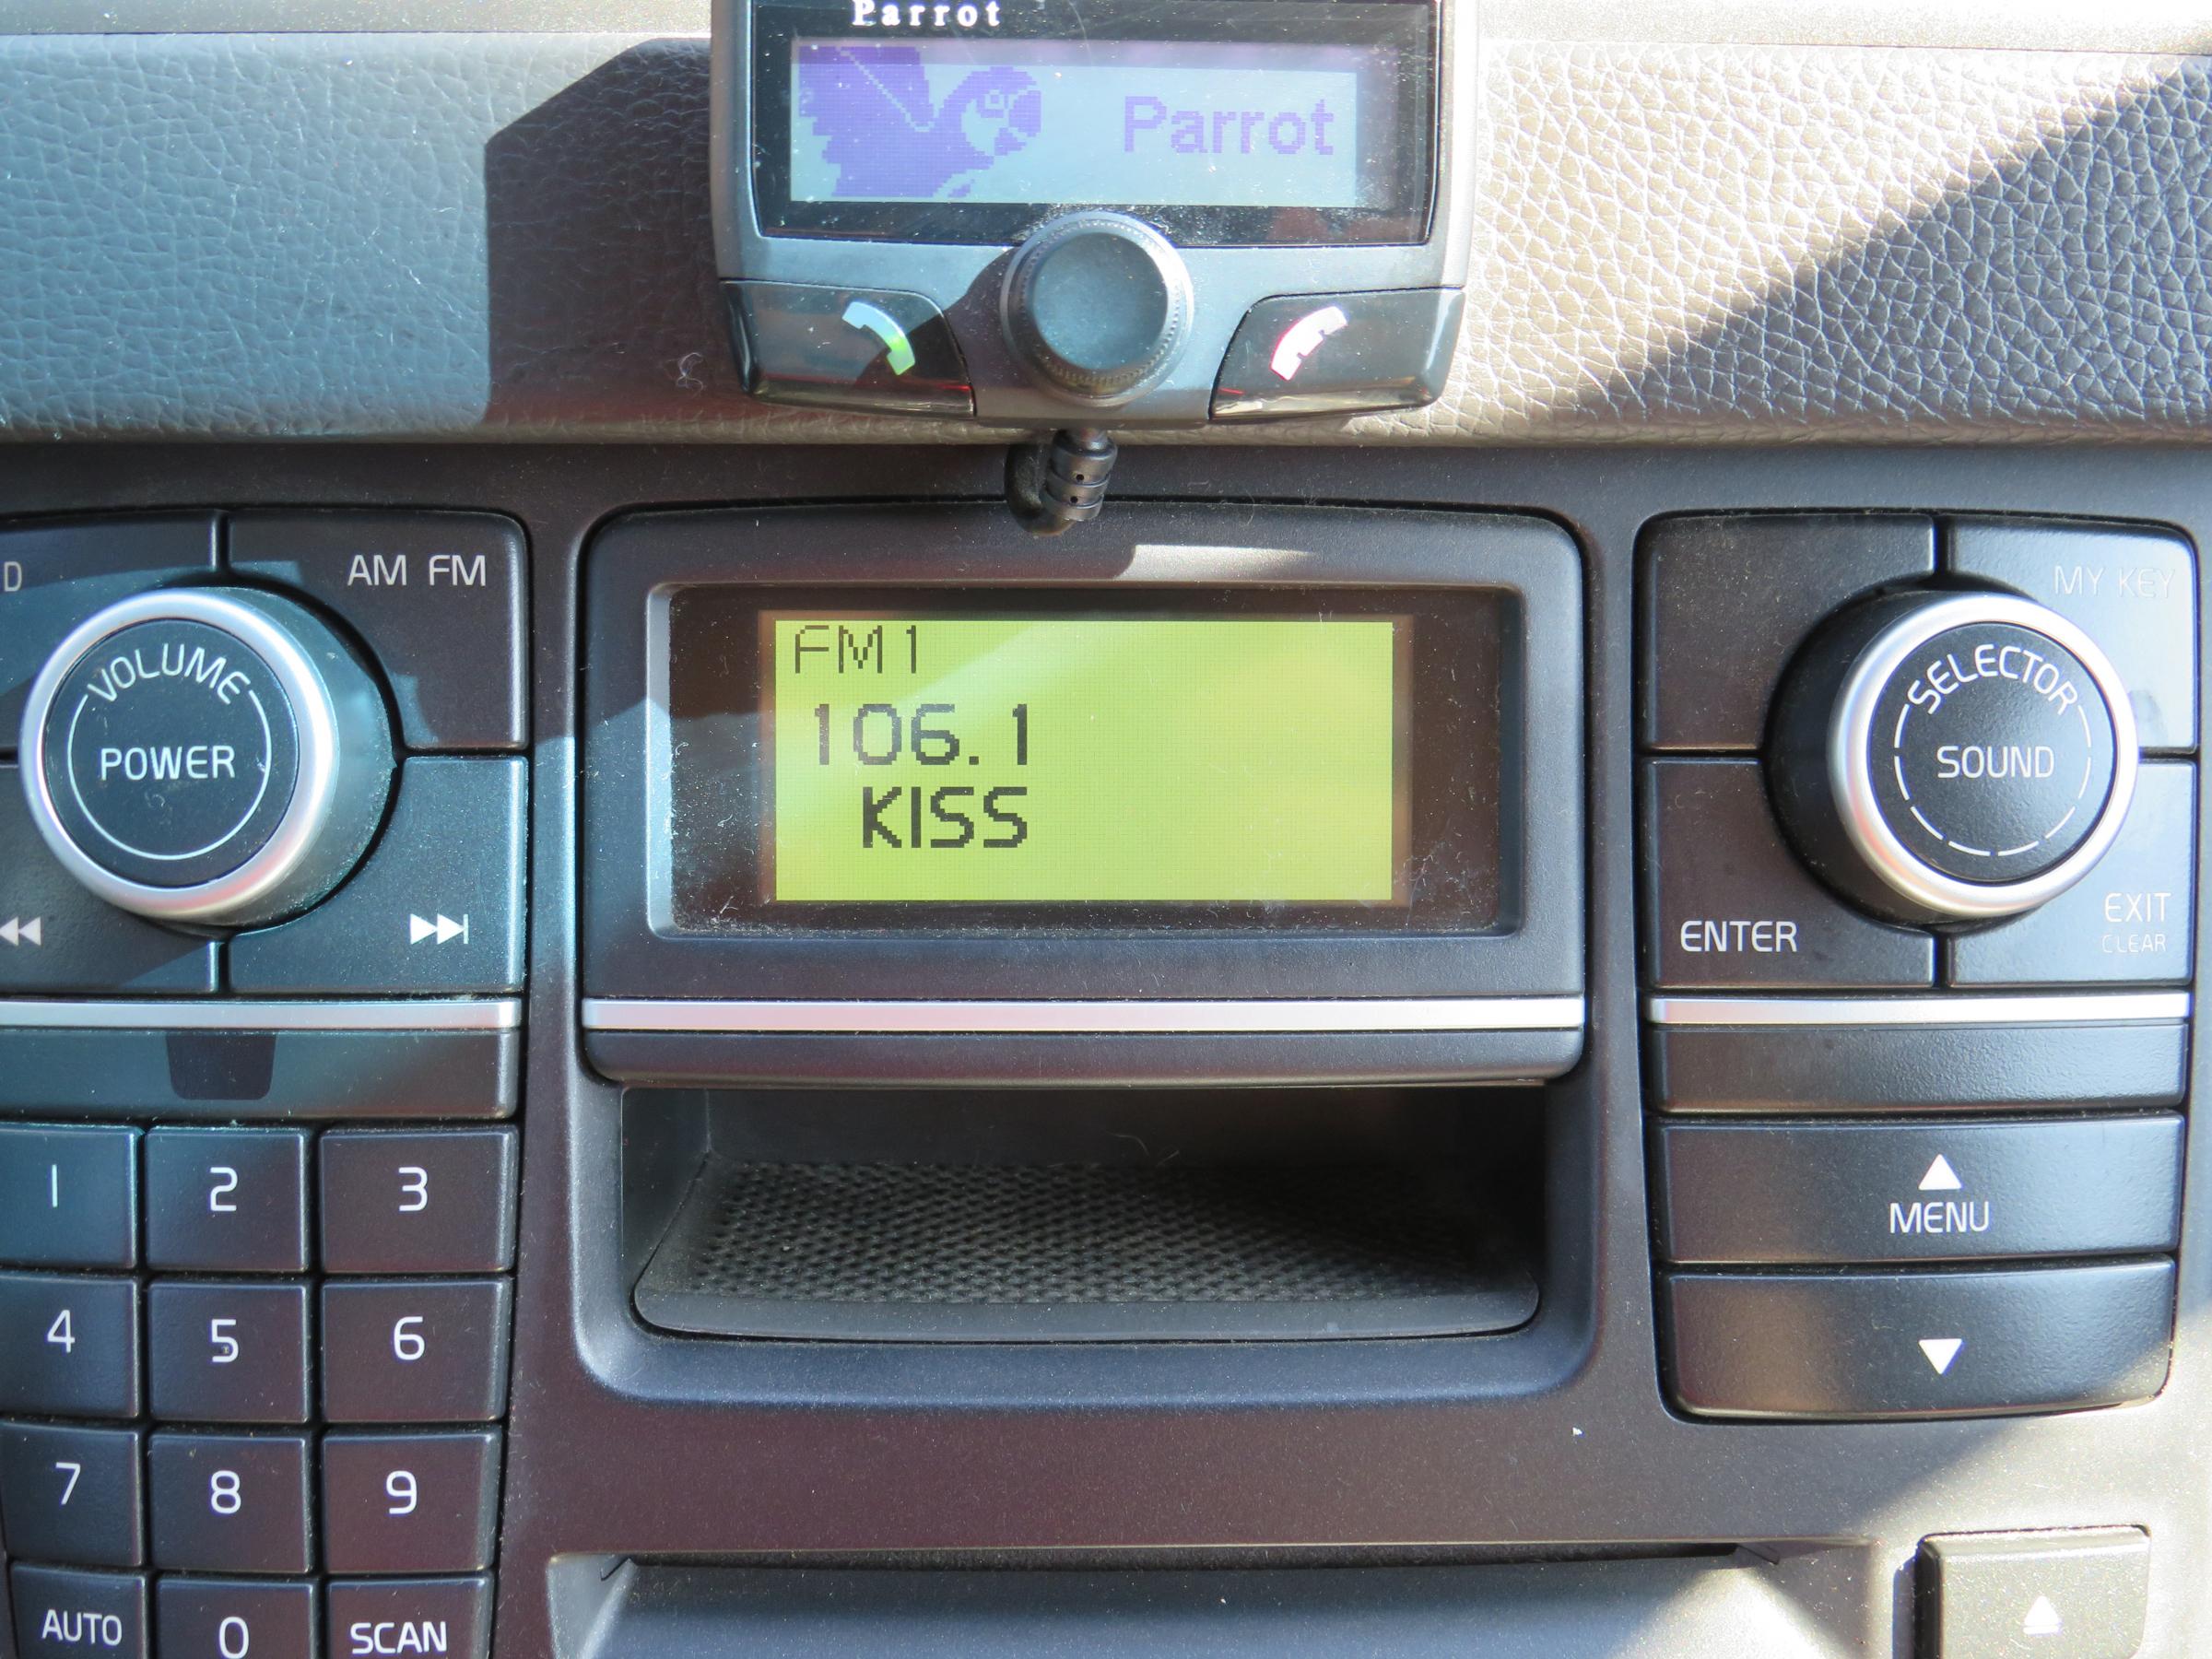 Parrot
Parrot
D
AM FM
VOLUME
POWER
FM1
106.1
KISS
MY KEY
SELECTOR
SOUND
ENTER
EXIT
CLEAR
1 2 3
4 5 6
7 8 9
AUTO 0 SCAN
MENU